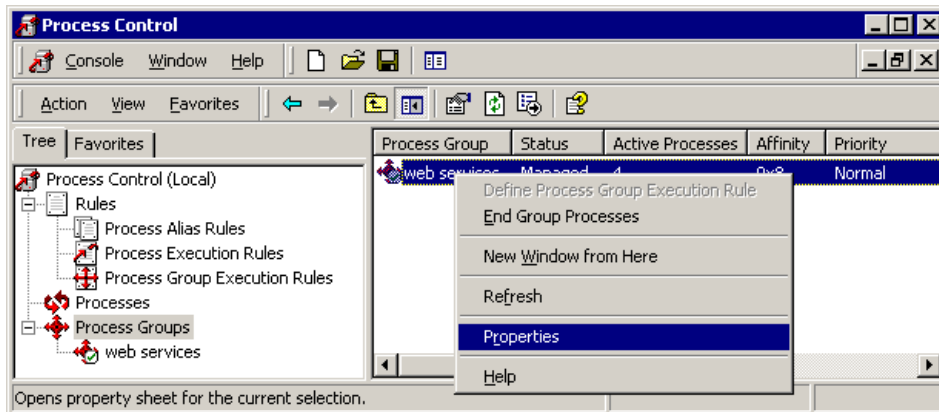 Process Control
Console Window Help
Action View Favorites
Tree Favorites
Process Group Status Active Processes Affinity Priority
Process Control (Local)
Rules
Process Alias Rules
Process Execution Rules
Process Group Execution Rules
Processes
Process Groups
web services
web services Managed 4 0x8 Normal
Define Process Group Execution Rule
End Group Processes
New Window from Here
Refresh
Properties
Help
Opens property sheet for the current selection.